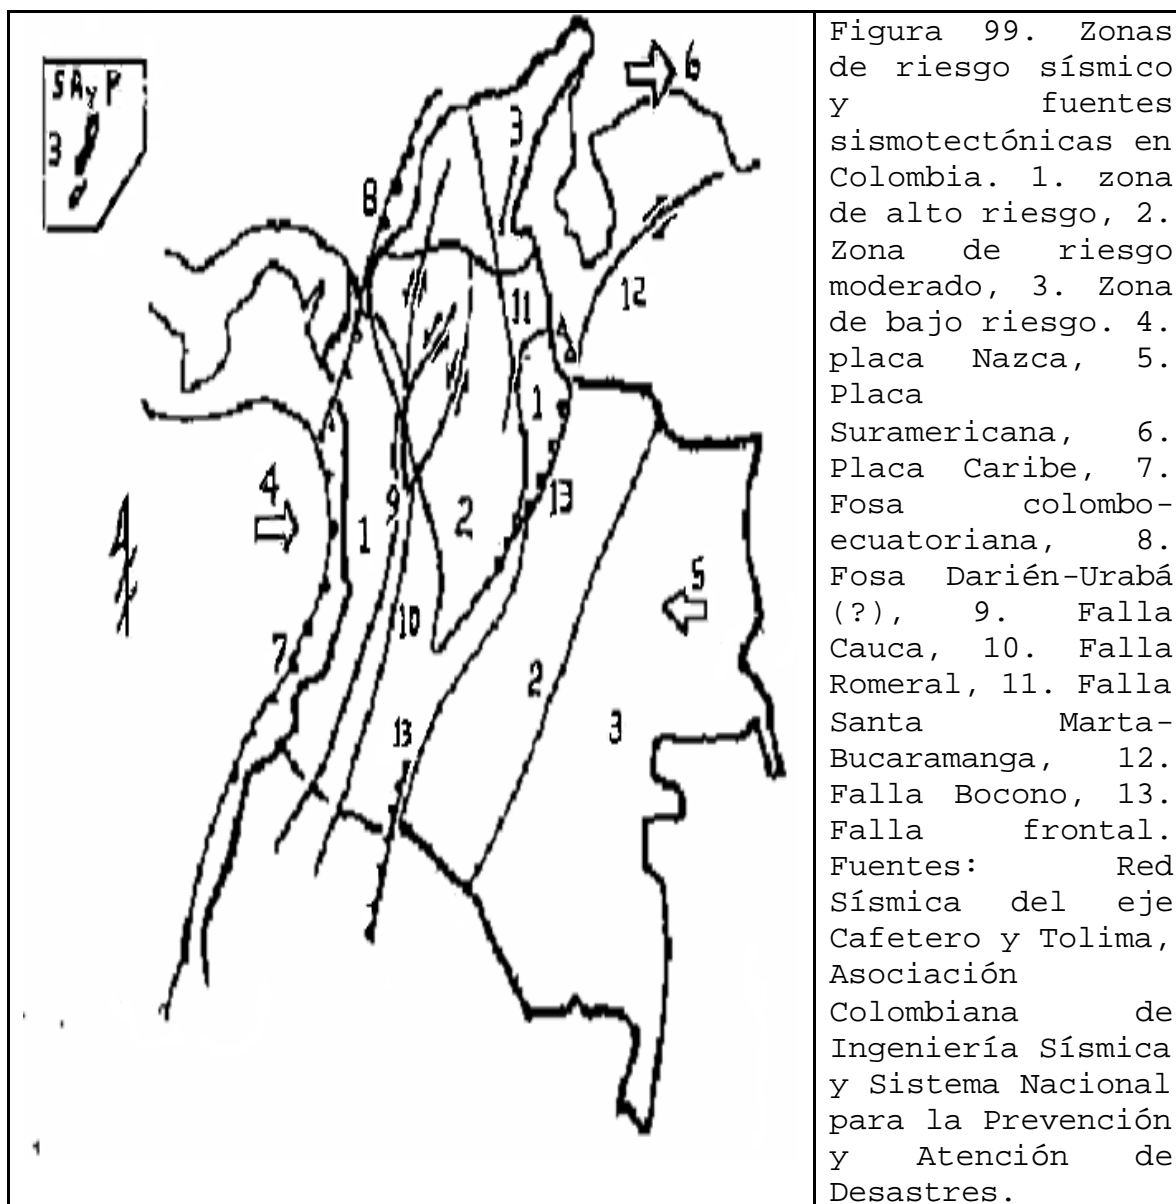 SAyP
3
6
3
8
12
11
1
4
9
2
13
1
5
10
7
2
3
13
Figura 99. Zonas
de riesgo sísmico
y fuentes
sismotectónicas en
Colombia. 1. zona
de alto riesgo, 2.
Zona de riesgo
moderado, 3. Zona
de bajo riesgo. 4.
placa Nazca, 5.
Placa
Suramericana, 6.
Placa Caribe, 7.
Fosa colombo-
ecuatoriana, 8.
Fosa Darién-Urabá
(?), 9. Falla
Cauca, 10. Falla
Romeral, 11. Falla
Santa Marta-
Bucaramanga, 12.
Falla Bocono, 13.
Falla frontal.
Fuentes: Red
Sísmica del eje
Cafetero y Tolima,
Asociación
Colombiana de
Ingeniería Sísmica
y Sistema Nacional
para la Prevención
y Atención de
Desastres.